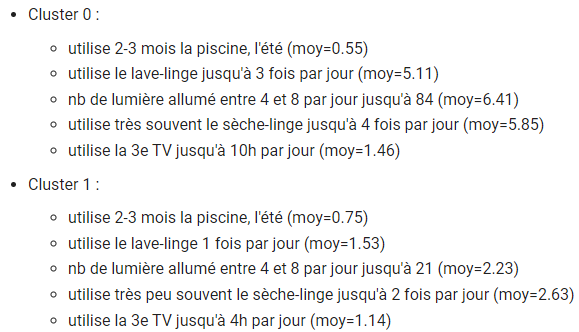 Cluster 0 :
utilise 2-3 mois la piscine, l'été (moy=0.55)
utilise le lave-linge jusqu'à 3 fois par jour (moy=5.11)
nb de lumière allumé entre 4 et 8 par jour jusqu'à 84 (moy=6.41)
utilise très souvent le sèche-linge jusqu'à 4 fois par jour (moy=5.85)
utilise la 3e TV jusqu'à 10h par jour (moy=1.46)
Cluster 1 :
utilise 2-3 mois la piscine, l'été (moy=0.75)
utilise le lave-linge 1 fois par jour (moy=1.53)
nb de lumière allumé entre 4 et 8 par jour jusqu'à 21 (moy=2.23)
utilise très peu souvent le sèche-linge jusqu'à 2 fois par jour (moy=2.63)
utilise la 3e TV jusqu'à 4h par jour (moy=1.14)